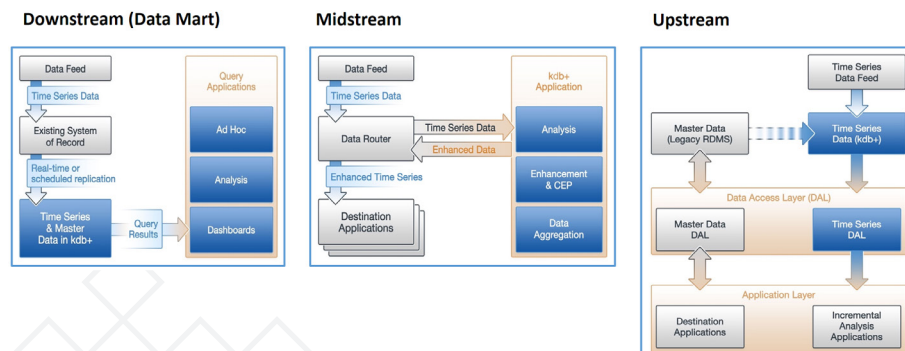 Downstream (Data Mart)
Data Feed
Time Series Data
Existing System
of Record
Real-time or
scheduled replication
Time Series
& Master
Data in kdb+
Query
Results
Query
Applications
Ad Hoc
Analysis
Dashboards
Midstream
Data Feed
Time Series Data
Data Router
Time Series Data
Enhanced Data
Enhanced Time Series
Destination
Applications
kcb+
Application
Analysis
Enhancement
& CEP
Data
Aggregation
Upstream
Time Series
Data Feed
Master Data
(Legacy RDMS)
Time Series
Data (kdb+)
Data Access Layer (DAL)
Master Data
DAL
Time Series
DAL
Application Layer
Destination
Applications
Incremental
Analysis
Applications